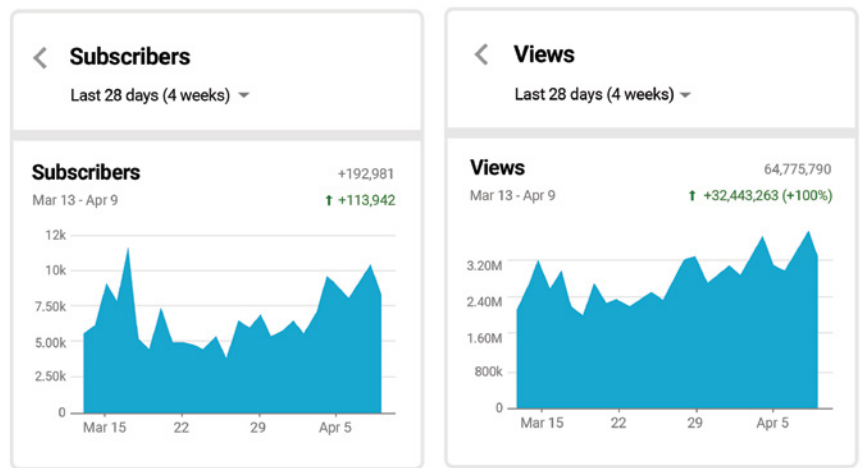 Subscribers
Last 28 days (4 weeks)
Subscribers
+192,981
Mar 13 - Apr 9
+113,942
12k
10k
7.50k
5.00k
2.50k
0
Mar 15 22 29 Apr 5
Views
Last 28 days (4 weeks)
Views
64,775,790
Mar 13 - Apr 9
+32,443,263 (+100%)
3.20M
2.40M
1.60M
800k
0
Mar 15 22 29 Apr 5